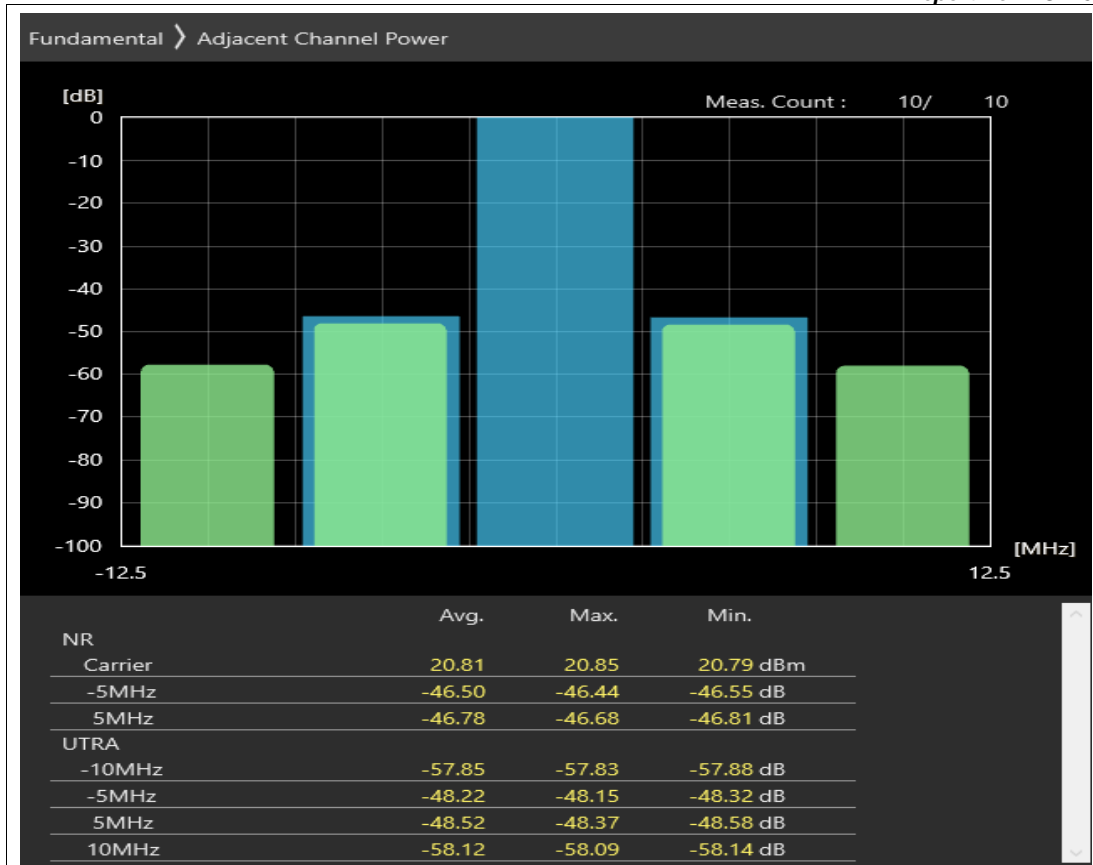 Fundamental ❯ Adjacent Channel Power
[dB]
Meas. Count : 10/ 10
0
-10
-20
-30
-40
-50
-60
-70
-80
-90
-100
[MHz]
-12.5 12.5
Avg. Max. Min.
NR
Carrier 20.81 20.85 20.79 dBm
-5MHz -46.50 -46.44 -46.55 dB
5MHz -46.78 -46.68 -46.81 dB
UTRA
-10MHz -57.85 -57.83 -57.88 dB
-5MHz -48.22 -48.15 -48.32 dB
5MHz -48.52 -48.37 -48.58 dB
10MHz -58.12 -58.09 -58.14 dB